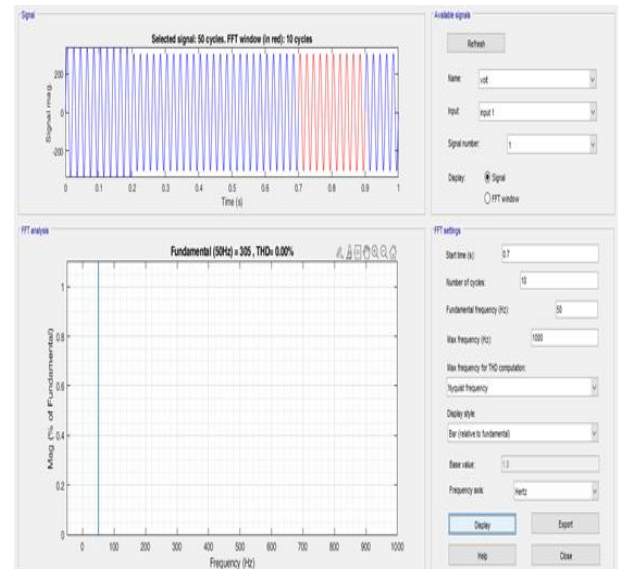 Signal
Selected signal: 50 cycles. FFT window (in red): 10 cycles
Signal mag.
200
0
-200
0 0.1 0.2 0.3 0.4 0.5 0.6 0.7 0.8 0.9 1
Time (s)
FFT analysis
Fundamental (50Hz) = 305 , THD= 0.00%
Mag (% of Fundamental)
1
0.8
0.6
0.4
0.2
0
0 100 200 300 400 500 600 700 800 900 1000
Frequency (Hz)
Available signals
Refresh
Name: volt
Input: input 1
Signal number: 1
Display: Signal
FFT window
FFT settings
Start time (s): 0.7
Number of cycles: 10
Fundamental frequency (Hz): 50
Max frequency (Hz): 1000
Max frequency for THD computation:
Nyquist frequency
Display style:
Bar (relative to fundamental)
Base value: 1.0
Frequency axis: Hertz
Display Export
Help Close